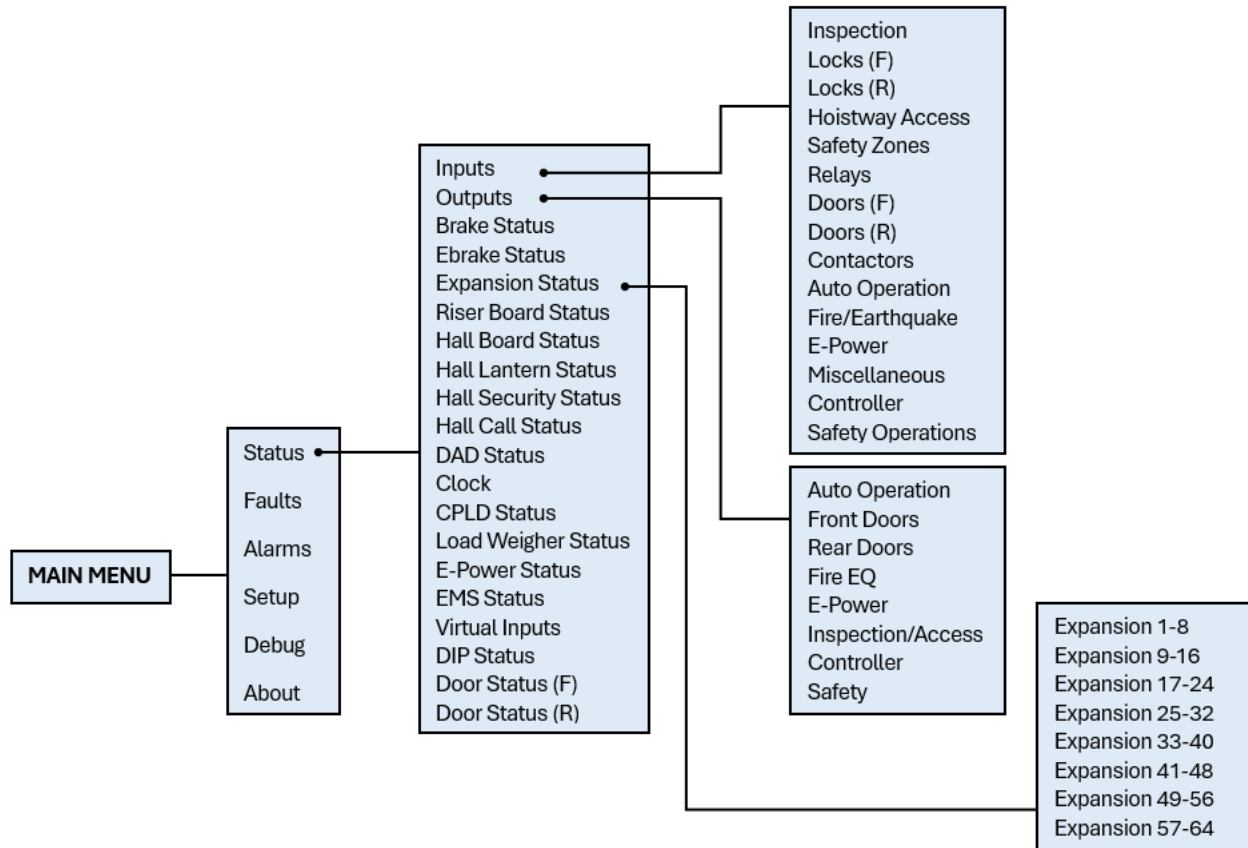 MAIN MENU
Status
Faults
Alarms
Setup
Debug
About
Inputs
Outputs
Brake Status
Ebrake Status
Expansion Status
Riser Board Status
Hall Board Status
Hall Lantern Status
Hall Security Status
Hall Call Status
DAD Status
Clock
CPLD Status
Load Weigher Status
E-Power Status
EMS Status
Virtual Inputs
DIP Status
Door Status (F)
Door Status (R)
Inspection
Locks (F)
Locks (R)
Hoistway Access
Safety Zones
Relays
Doors (F)
Doors (R)
Contactors
Auto Operation
Fire/Earthquake
E-Power
Miscellaneous
Controller
Safety Operations
Auto Operation
Front Doors
Rear Doors
Fire EQ
E-Power
Inspection/Access
Controller
Safety
Expansion 1-8
Expansion 9-16
Expansion 17-24
Expansion 25-32
Expansion 33-40
Expansion 41-48
Expansion 49-56
Expansion 57-64